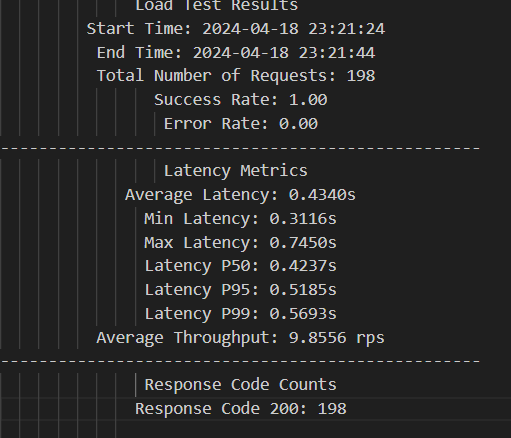 Load Test Results
Start Time: 2024-04-18 23:21:24
End Time: 2024-04-18 23:21:44
Total Number of Requests: 198
Success Rate: 1.00
Error Rate: 0.00
--------------------------------------------------
Latency Metrics
Average Latency: 0.4340s
Min Latency: 0.3116s
Max Latency: 0.7450s
Latency P50: 0.4237s
Latency P95: 0.5185s
Latency P99: 0.5693s
Average Throughput: 9.8556 rps
--------------------------------------------------
Response Code Counts
Response Code 200: 198